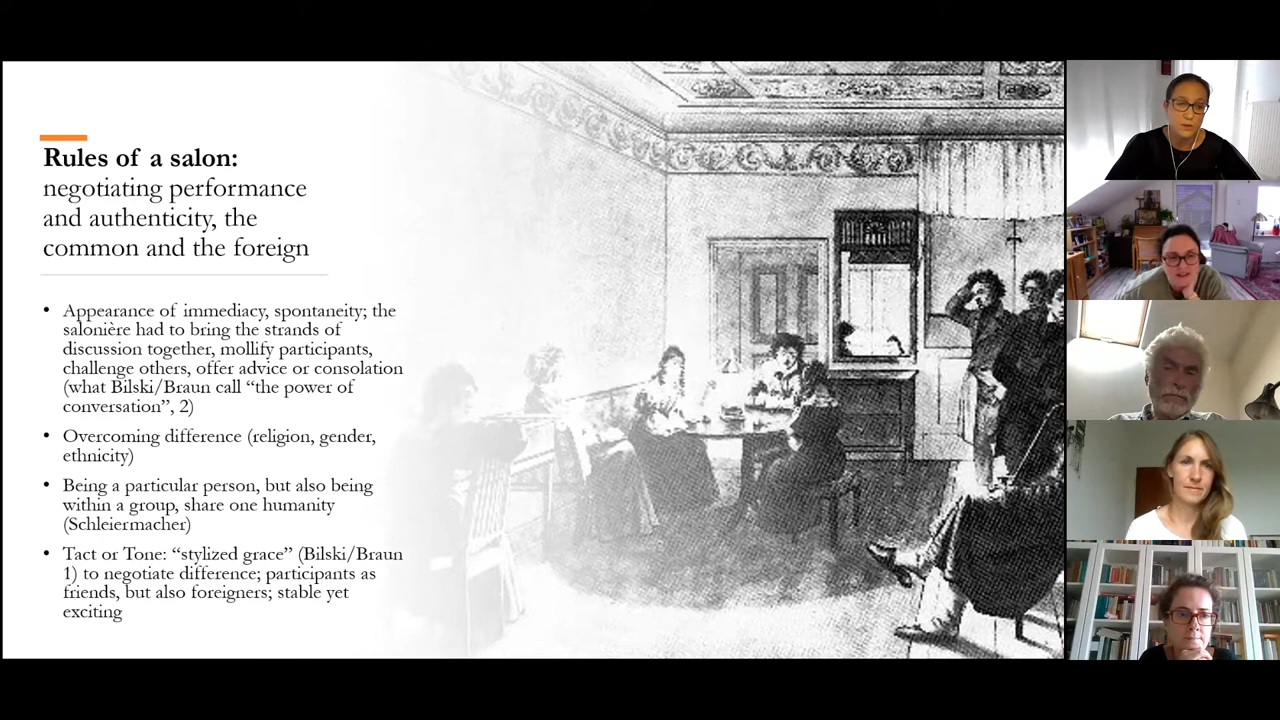 Rules of a salon:
negotiating performance
and authenticity, the
common and the foreign
• Appearance of immediacy, spontaneity; the
salonière had to bring the strands of
discussion together, mollify participants,
challenge others, offer advice or consolation
(what Bilski/Braun call “the power of
conversation”, 2)
• Overcoming difference (religion, gender,
ethnicity)
• Being a particular person, but also being
within a group, share one humanity
(Schleiermacher)
• Tact or Tone: “stylized grace” (Bilski/Braun
1) to negotiate difference; participants as
friends, but also foreigners; stable yet
exciting